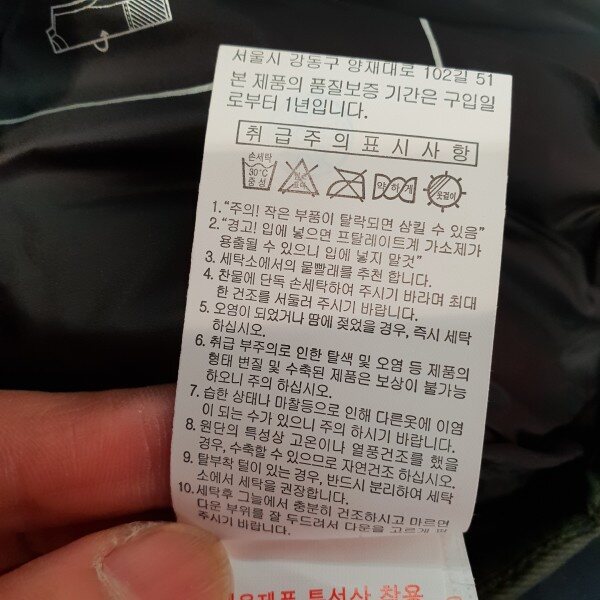 서울시 강동구 양재대로 102길 51
본 제품의 품질보증 기간은 구입일
로부터 1년입니다.
취급주의표시사항
손세탁
30℃
중성
약하게
옷걸이
1. "주의! 작은 부품이 탈락되면 삼킬 수 있음"
2. "경고! 입에 넣으면 프탈레이트계 가소제가
용출될 수 있으니 입에 넣지 말것"
3. 세탁소에서의 물빨래를 추천 합니다.
4. 찬물에 단독 손세탁하여 주시기 바라며 최대
한 건조를 서둘러 주시기 바랍니다.
5. 오염이 되었거나 땀에 젖었을 경우, 즉시 세탁
하십시오.
6. 취급 부주의로 인한 탈색 및 오염 등 제품의
형태 변질 및 수축된 제품은 보상이 불가능
하오니 주의 하십시오.
7. 습한 상태나 마찰등으로 인해 다른옷에 이염
이 되는 수가 있으니 주의 하시기 바랍니다.
8. 원단의 특성상 고온이나 열풍건조를 했을
경우, 수축할 수 있으므로 자연건조 하십시오.
9. 탈부착 털이 있는 경우, 반드시 분리하여 세탁
소에서 세탁을 권장합니다.
10. 세탁후 그늘에서 충분히 건조하시고 마르면
다운 부위를 잘 두드려서 다운을 고르게 펴
주시기 바랍니다.